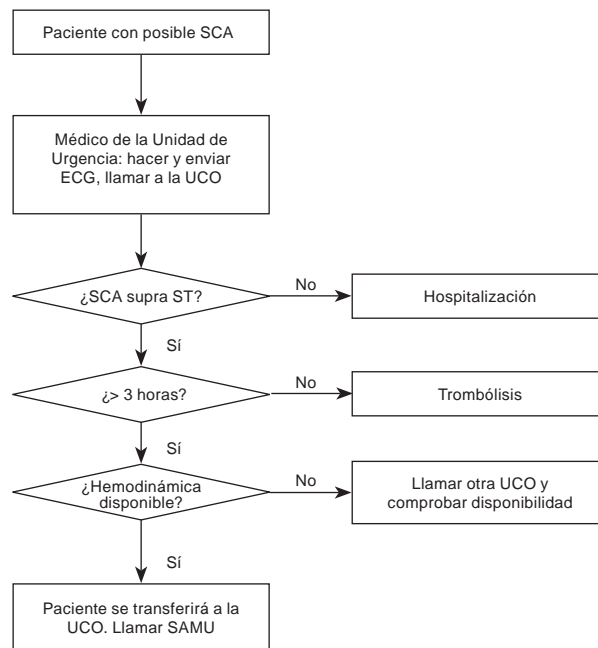 Paciente con posible SCA
Médico de la Unidad de
Urgencia: hacer y enviar
ECG, llamar a la UCO
¿SCA supra ST?
No
Hospitalización
Sí
¿> 3 horas?
No
Trombólisis
Sí
¿Hemodinámica
disponible?
No
Llamar otra UCO y
comprobar disponibilidad
Sí
Paciente se transferirá a la
UCO. Llamar SAMU